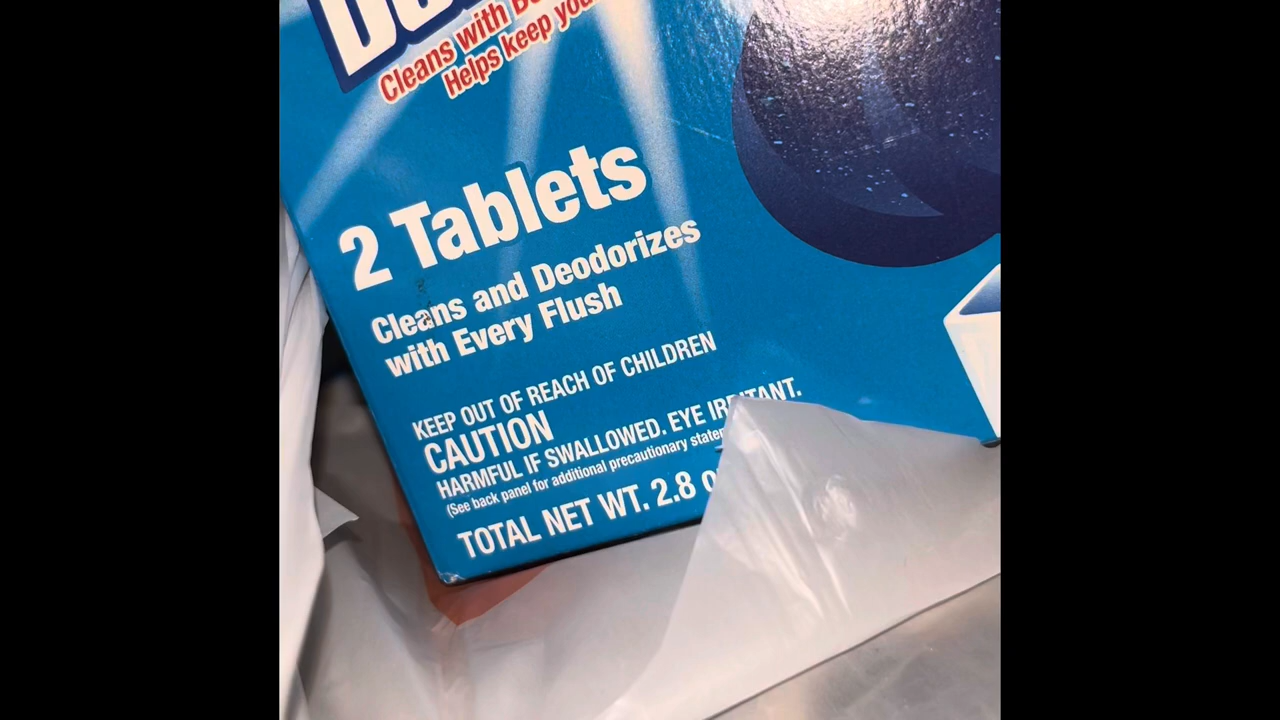 Cleans with
Helps keep
2 Tablets
Cleans and Deodorizes
with Every Flush
KEEP OUT OF REACH OF CHILDREN
CAUTION
HARMFUL IF SWALLOWED. EYE IRRITANT.
(See back panel for additional precautionary
TOTAL NET WT. 2.8